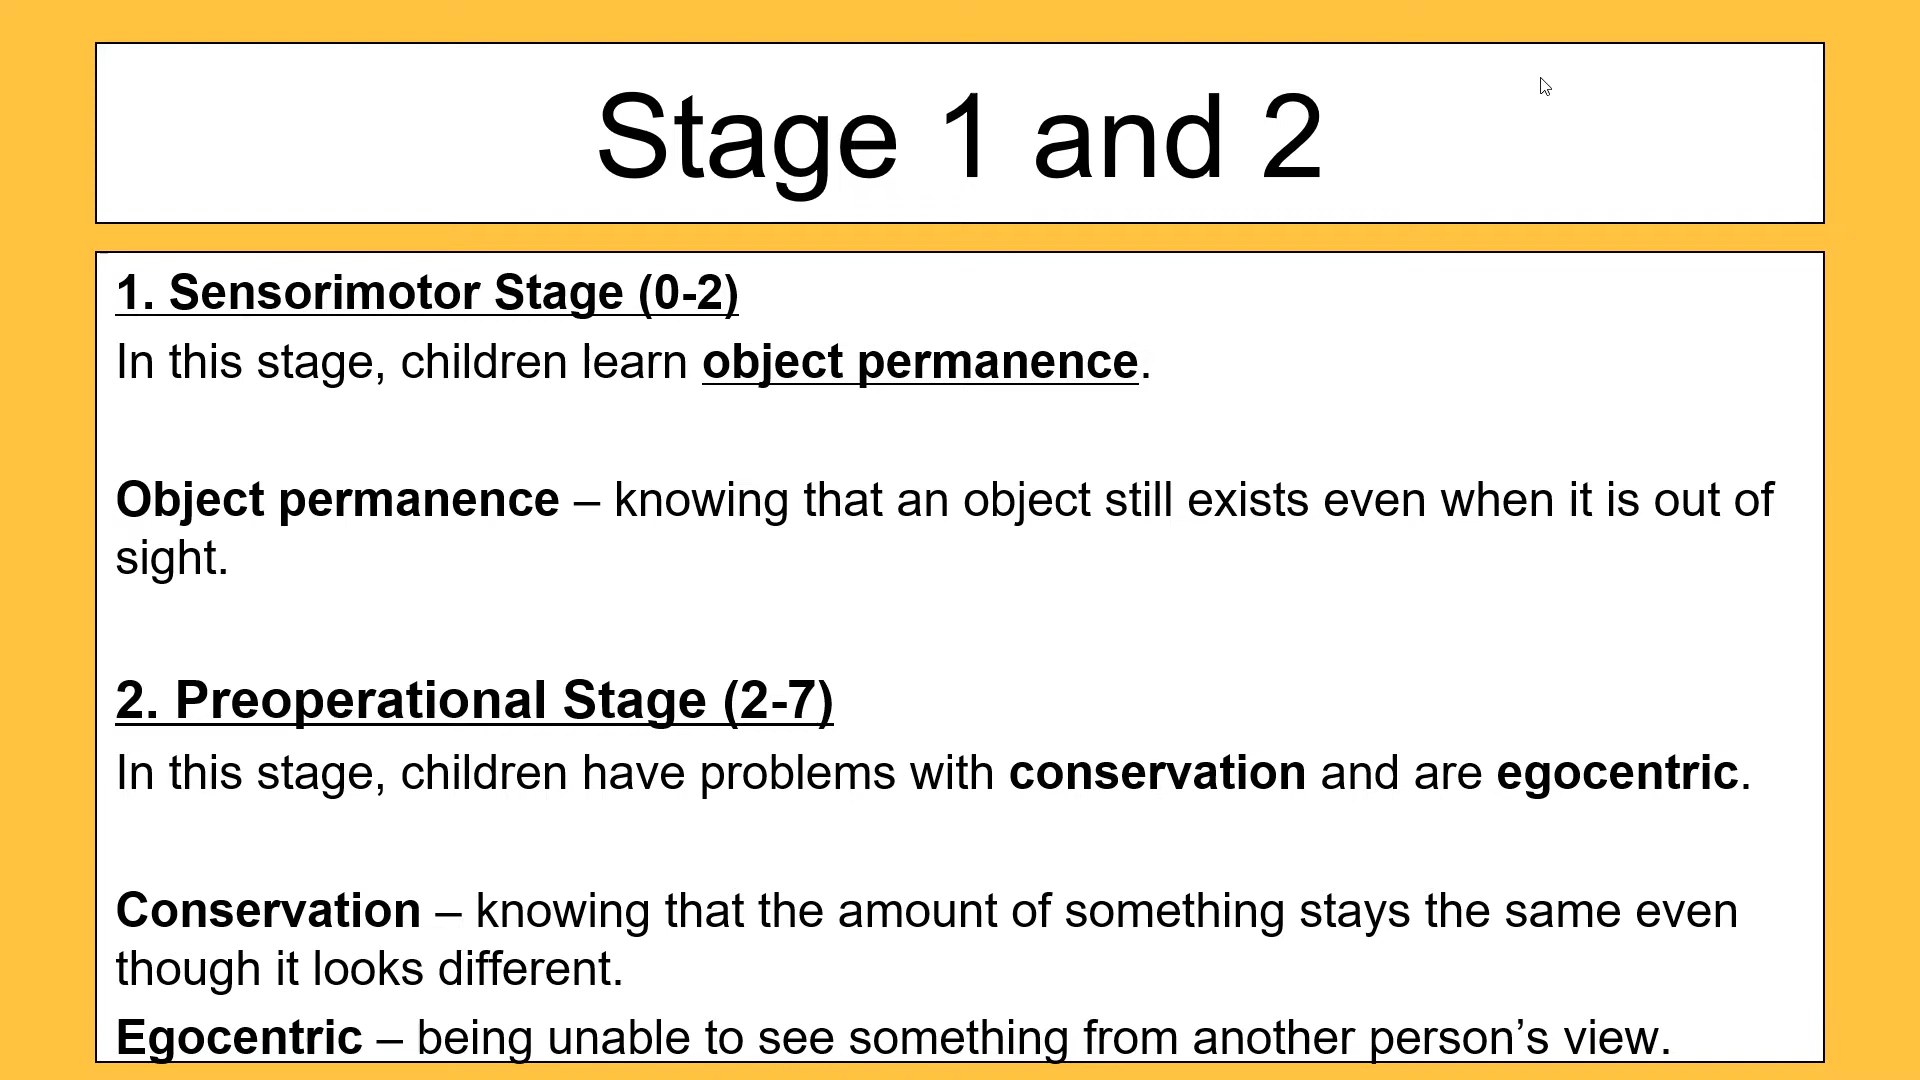 Stage 1 and 2
1. Sensorimotor Stage (0-2)
In this stage, children learn object permanence.
Object permanence – knowing that an object still exists even when it is out of
sight.
2. Preoperational Stage (2-7)
In this stage, children have problems with conservation and are egocentric.
Conservation – knowing that the amount of something stays the same even
though it looks different.
Egocentric – being unable to see something from another person’s view.